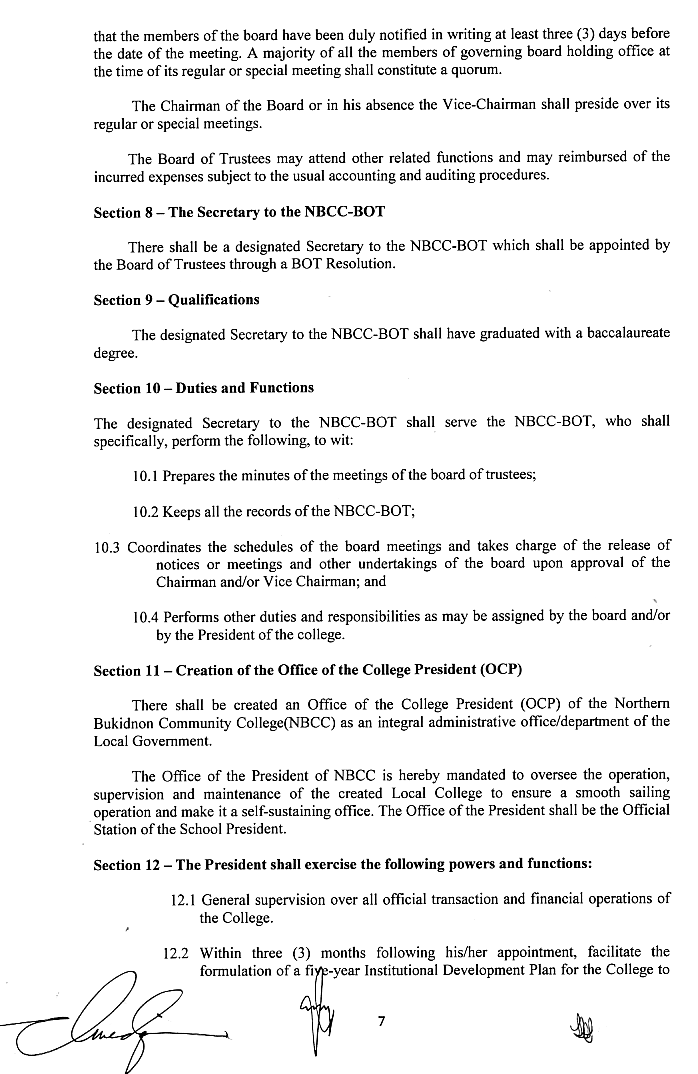 that the members of the board have been duly notified in writing at least three (3) days before
the date of the meeting. A majority of all the members of governing board holding office at
the time of its regular or special meeting shall constitute a quorum.
The Chairman of the Board or in his absence the Vice-Chairman shall preside over its
regular or special meetings.
The Board of Trustees may attend other related functions and may reimbursed of the
incurred expenses subject to the usual accounting and auditing procedures.
Section 8 – The Secretary to the NBCC-BOT
There shall be a designated Secretary to the NBCC-BOT which shall be appointed by
the Board of Trustees through a BOT Resolution.
Section 9 – Qualifications
The designated Secretary to the NBCC-BOT shall have graduated with a baccalaureate
degree.
Section 10 – Duties and Functions
The designated Secretary to the NBCC-BOT shall serve the NBCC-BOT, who shall
specifically, perform the following, to wit:
10.1 Prepares the minutes of the meetings of the board of trustees;
10.2 Keeps all the records of the NBCC-BOT;
10.3 Coordinates the schedules of the board meetings and takes charge of the release of
notices or meetings and other undertakings of the board upon approval of the
Chairman and/or Vice Chairman; and
10.4 Performs other duties and responsibilities as may be assigned by the board and/or
by the President of the college.
Section 11 – Creation of the Office of the College President (OCP)
There shall be created an Office of the College President (OCP) of the Northern
Bukidnon Community College(NBCC) as an integral administrative office/department of the
Local Government.
The Office of the President of NBCC is hereby mandated to oversee the operation,
supervision and maintenance of the created Local College to ensure a smooth sailing
operation and make it a self-sustaining office. The Office of the President shall be the Official
Station of the School President.
Section 12 – The President shall exercise the following powers and functions:
12.1 General supervision over all official transaction and financial operations of
the College.
12.2 Within three (3) months following his/her appointment, facilitate the
formulation of a five-year Institutional Development Plan for the College to
7